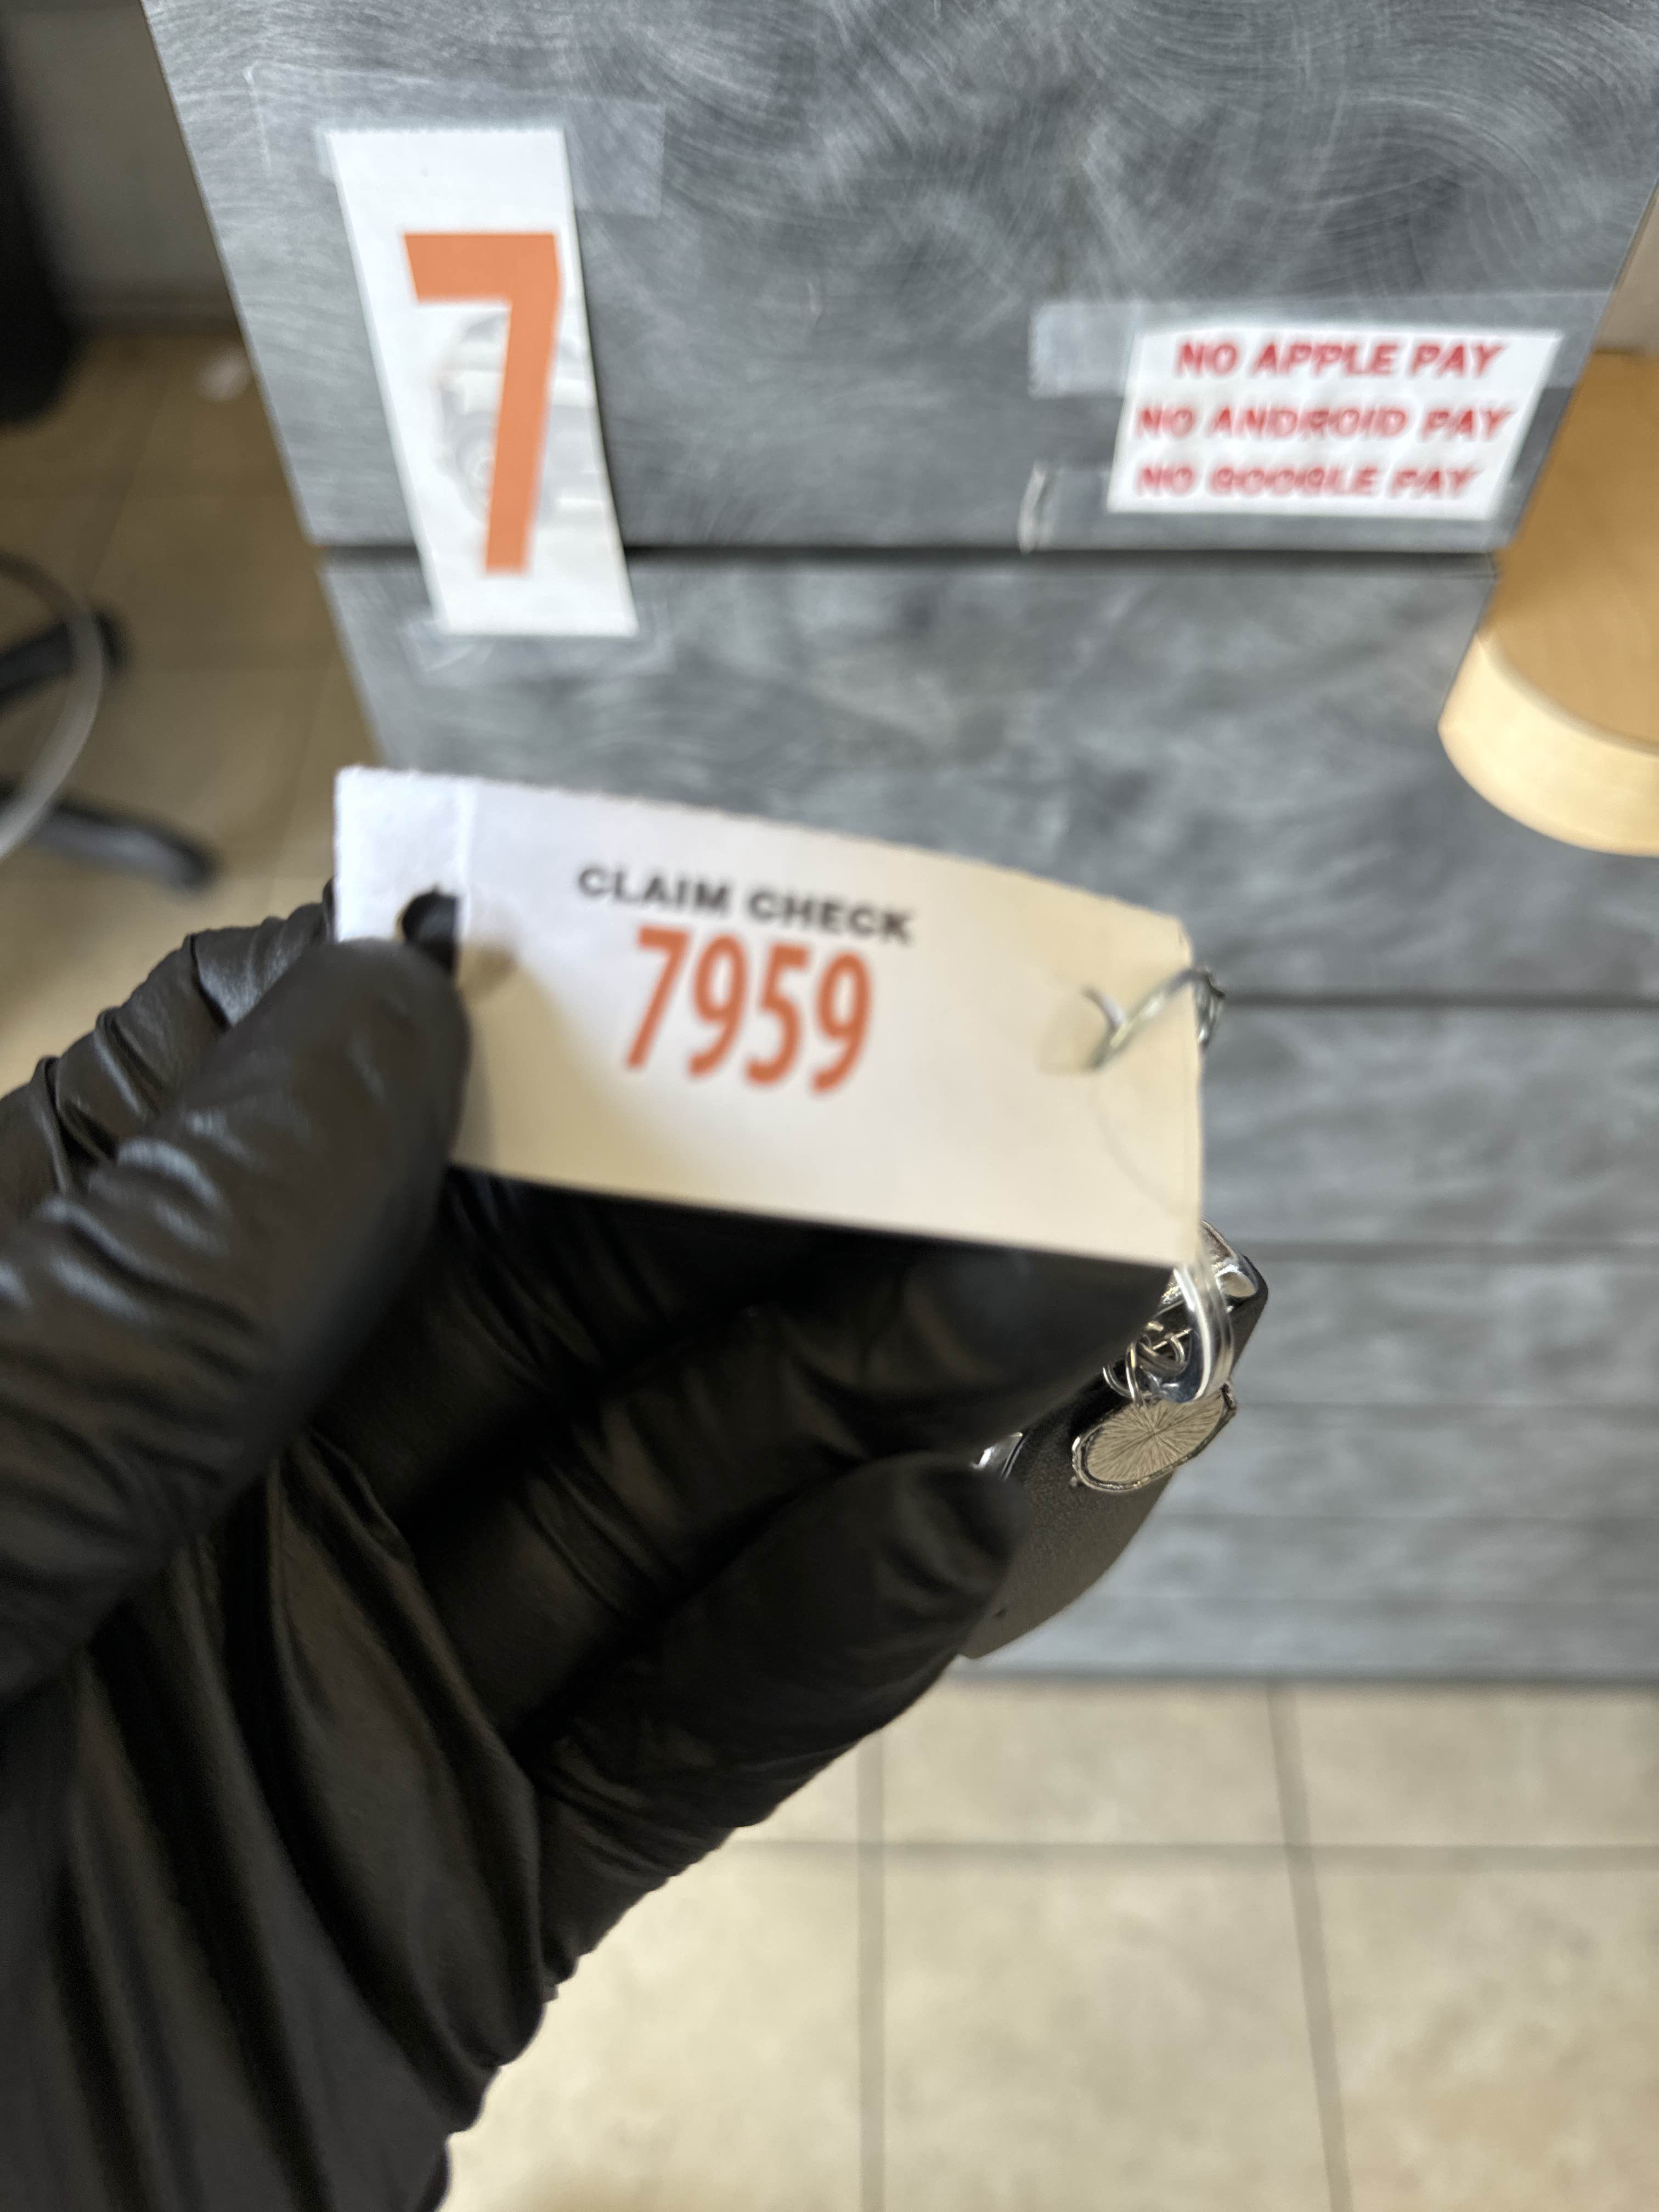 7
NO APPLE PAY
NO ANDROID PAY
NO GOOGLE PAY
CLAIM CHECK
7959